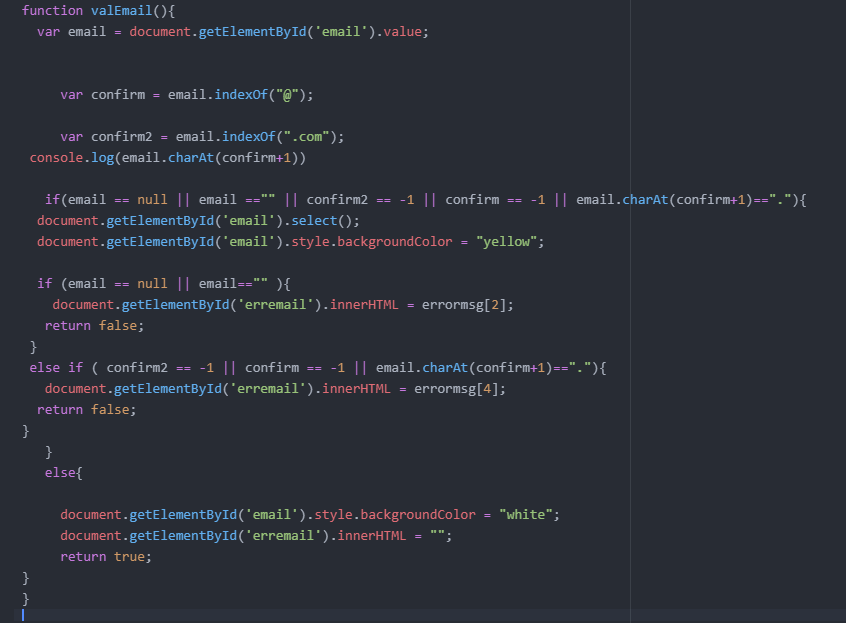 function valEmail(){
var email = document.getElementById('email').value;
var confirm = email.indexOf("@");
var confirm2 = email.indexOf(".com");
console.log(email.charAt(confirm+1))
if(email == null || email =="" || confirm2 == -1 || confirm == -1 || email.charAt(confirm+1)=="."){
document.getElementById('email').select();
document.getElementById('email').style.backgroundColor = "yellow";
if (email == null || email=="" ){
document.getElementById('erremail').innerHTML = errormsg[2];
return false;
}
else if ( confirm2 == -1 || confirm == -1 || email.charAt(confirm+1)=="."){
document.getElementById('erremail').innerHTML = errormsg[4];
return false;
}
}
else{
document.getElementById('email').style.backgroundColor = "white";
document.getElementById('erremail').innerHTML = "";
return true;
}
}